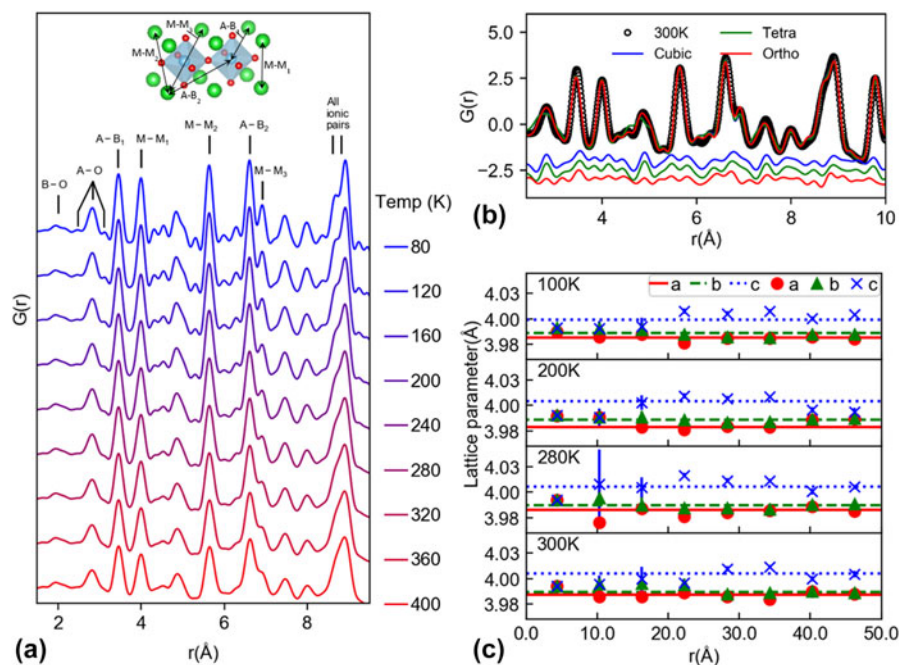 M-M₃
A-B₁
M-M₂
M-M₁
A-B₂
All
ionic
pairs
A – B₁
M – M₁
M – M₂
A – B₂
M – M₃
B – O
A – O
Temp (K)
80
120
160
200
240
280
320
360
400
G(r)
2
4
6
8
r(Å)
(a)
300K
Tetra
Cubic
Ortho
G(r)
5.0
2.5
0.0
−2.5
4
6
8
10
r(Å)
(b)
Lattice parameter(Å)
100K
a
b
c
a
b
c
4.03
4.00
3.98
200K
4.03
4.00
3.98
280K
4.03
4.00
3.98
300K
4.03
4.00
3.98
0.0
10.0
20.0
30.0
40.0
50.0
r(Å)
(c)